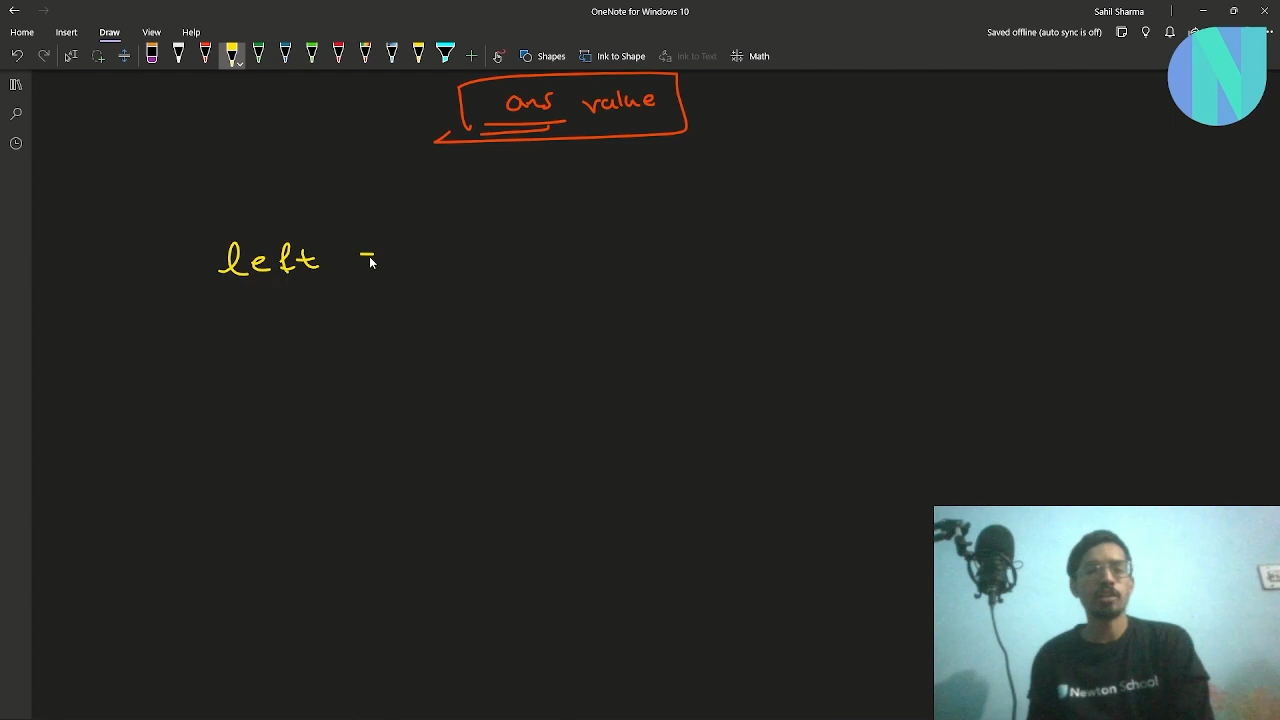 OneNote for Windows 10
Sahil Sharma
Home Insert Draw View Help
Saved offline (auto sync is off)
Shapes Ink to Shape Ink to Text Math
ans value
left =
Newton School